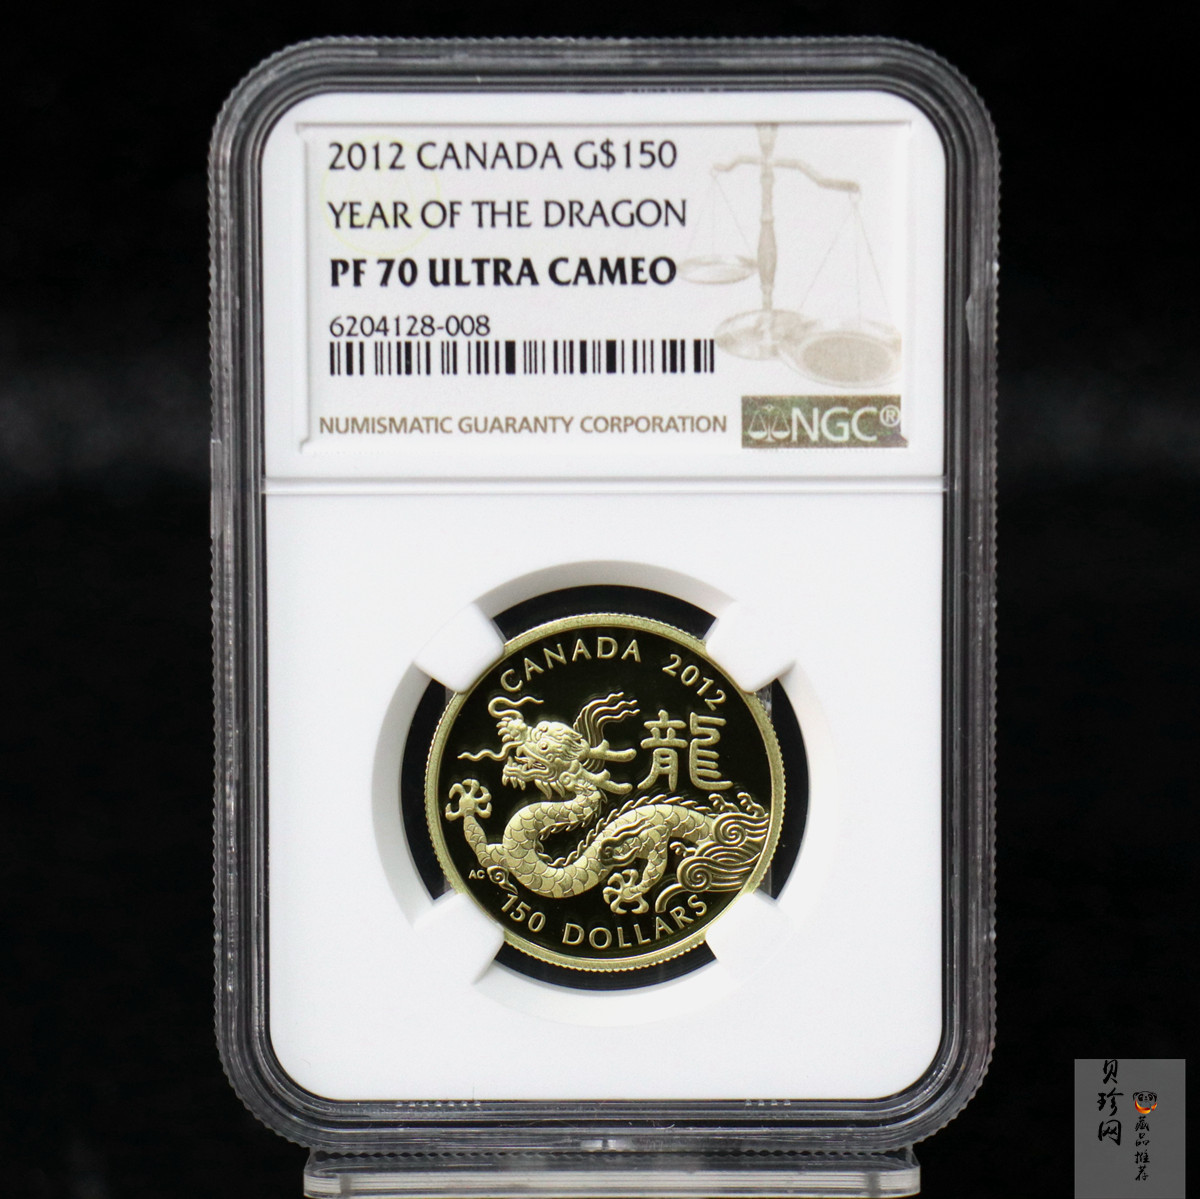 2012 CANADA G$150
YEAR OF THE DRAGON
PF 70 ULTRA CAMEO
6204128-008
NUMISMATIC GUARANTY CORPORATION
NGC®
CANADA 2012
龍
AC
150 DOLLARS
贝珍网
藏品推荐